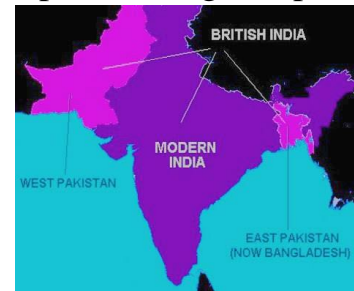 BRITISH INDIA
MODERN
INDIA
WEST PAKISTAN
EAST PAKISTAN
(NOW BANGLADESH)